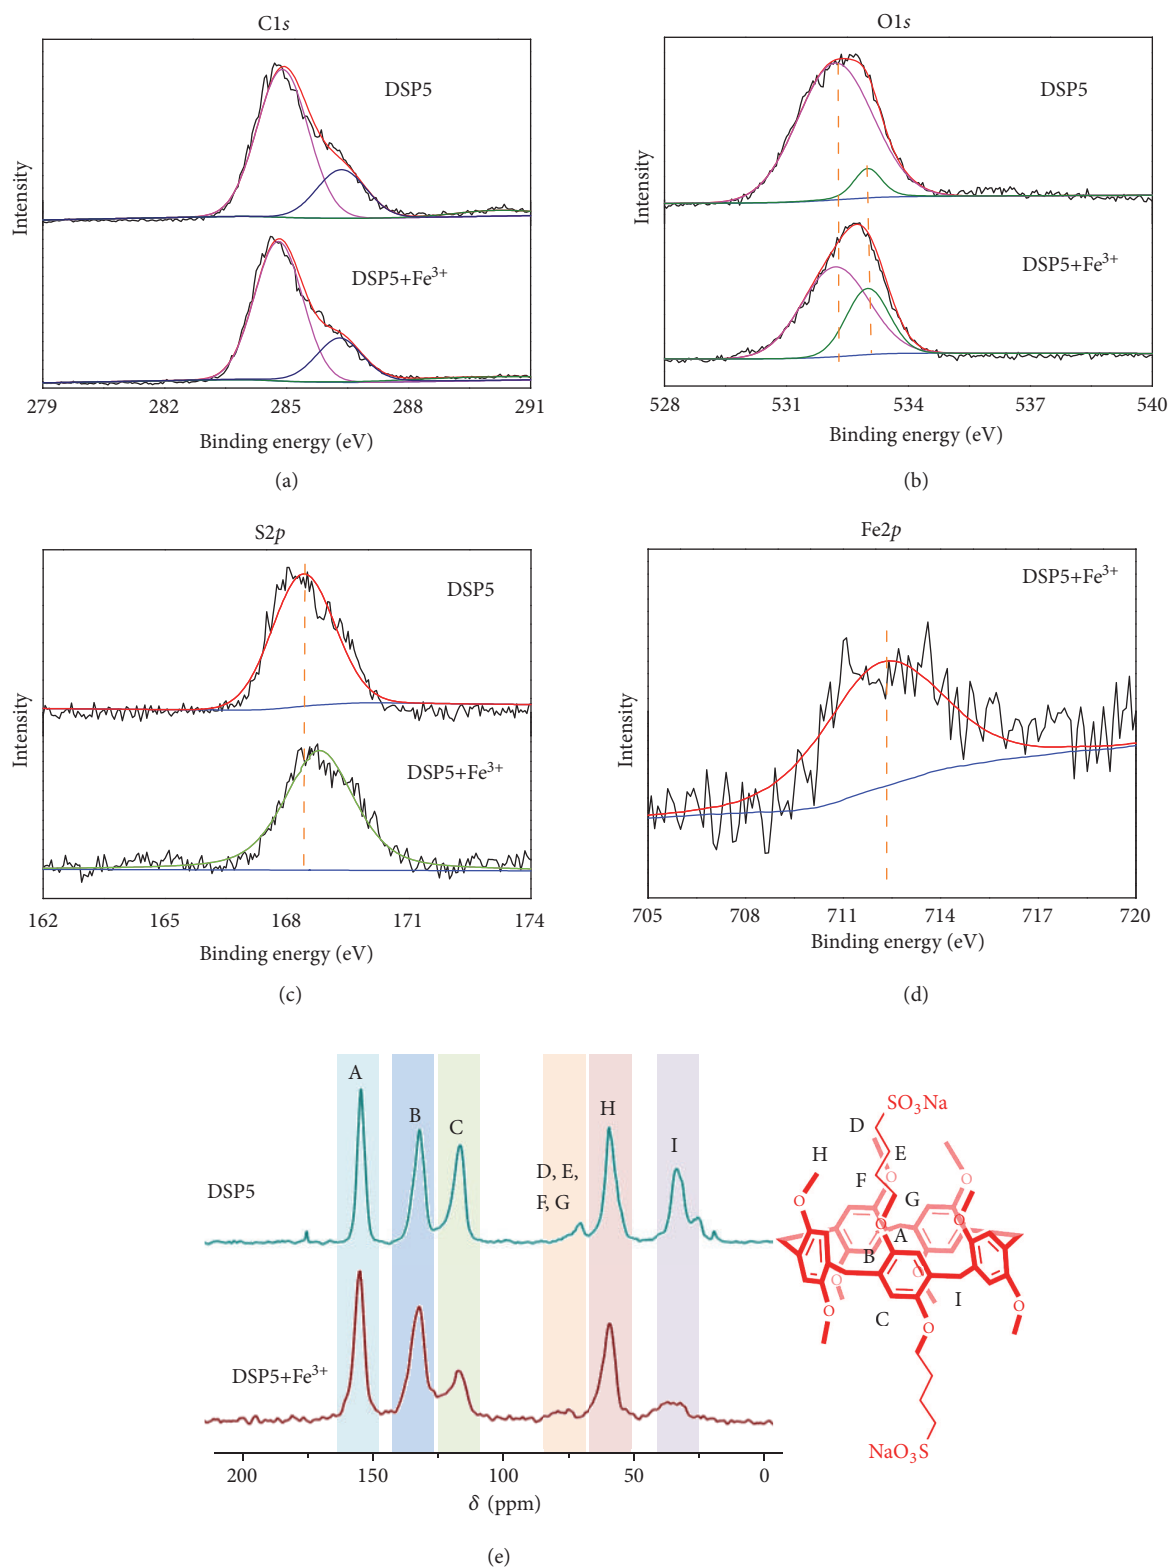 C1s
DSP5
DSP5+Fe³⁺
Intensity
279 282 285 288 291
Binding energy (eV)
(a)
O1s
DSP5
DSP5+Fe³⁺
Intensity
528 531 534 537 540
Binding energy (eV)
(b)
S2p
DSP5
DSP5+Fe³⁺
Intensity
162 165 168 171 174
Binding energy (eV)
(c)
Fe2p
DSP5+Fe³⁺
Intensity
705 708 711 714 717 720
Binding energy (eV)
(d)
A
B
C
D, E,
F, G
H
I
DSP5
DSP5+Fe³⁺
200 150 100 50 0
δ (ppm)
SO₃Na
D
E
H
F
G
O
O
O
O
O
A
B
O
O
I
C
O
O
O
NaO₃S
(e)